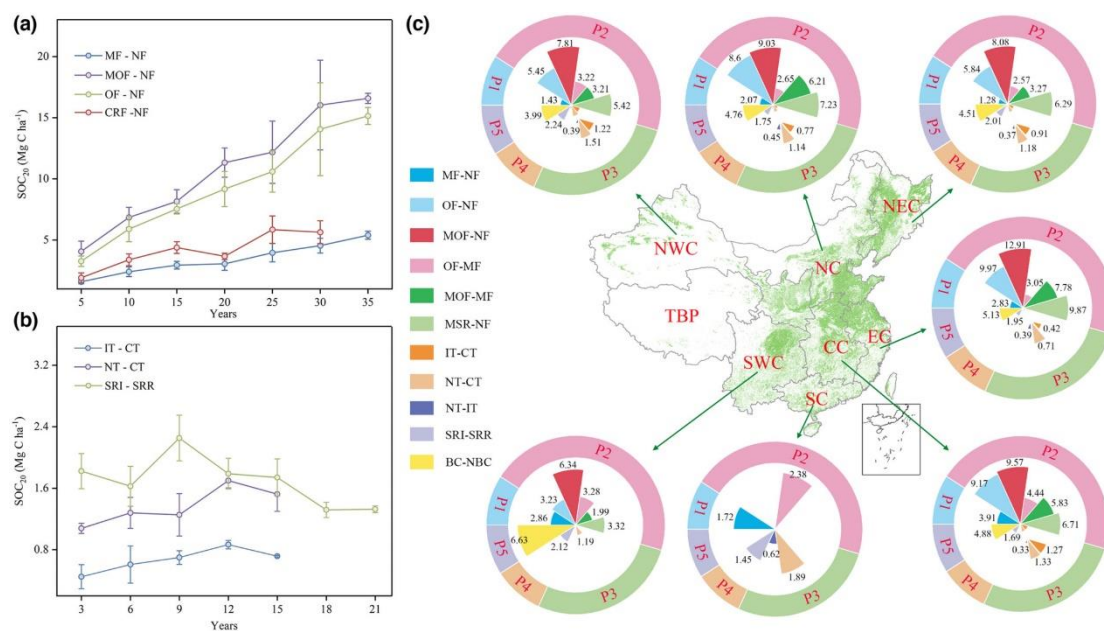 (a)
20
15
10
5
SOC20 (Mg C ha-1)
MF - NF
MOF - NF
OF - NF
CRF -NF
5 10 15 20 25 30 35
Years
(b)
3.2
2.4
1.6
0.8
SOC20 (Mg C ha-1)
IT - CT
NT - CT
SRI - SRR
3 6 9 12 15 18 21
Years
(c)
MF-NF
OF-NF
MOF-NF
OF-MF
MOF-MF
MSR-NF
IT-CT
NT-CT
NT-IT
SRI-SRR
BC-NBC
P1 P2 P3 P4 P5
7.81
5.45 3.22
3.21
1.43 5.42
3.99
2.24 1.22
0.39
1.51
P1 P2 P3 P4 P5
9.03
8.6 2.65
6.21
2.07 7.23
4.76
1.75 0.77
0.45
1.14
P1 P2 P3 P4 P5
8.08
5.84 2.57
3.27
1.28 6.29
4.51
2.01 0.91
0.37
1.18
NEC
NWC
NC
TBP
EC
CC
SWC
SC
P1 P2 P3 P4 P5
12.91
9.97 3.05
7.78
2.83 9.87
5.13
1.95 0.42
0.39
0.71
P1 P2 P3 P4 P5
6.34
3.23 3.28
2.86 1.99
3.32
6.63
2.12 1.19
P1 P2 P3 P4 P5
2.38
1.72
1.45 0.62
1.89
P1 P2 P3 P4 P5
9.57
9.17 4.44
5.83
3.91 6.71
4.88
1.69 1.27
0.33
1.33